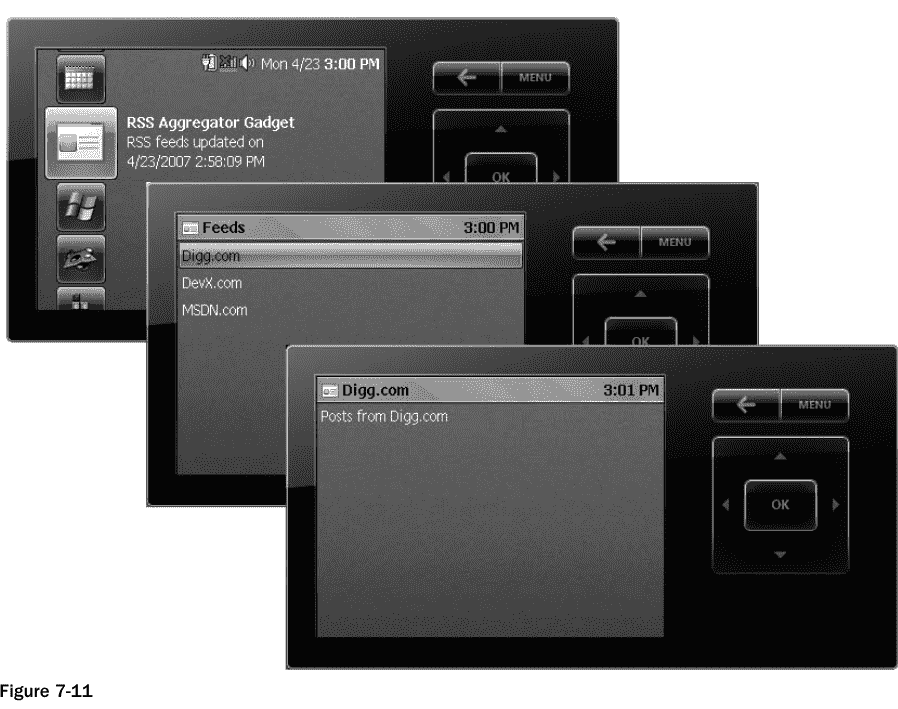 Mon 4/23 3:00 PM
RSS Aggregator Gadget
RSS feeds updated on
4/23/2007 2:58:09 PM
MENU
OK
Feeds 3:00 PM
Digg.com
DevX.com
MSDN.com
MENU
OK
Digg.com 3:01 PM
Posts from Digg.com
MENU
OK
Figure 7-11